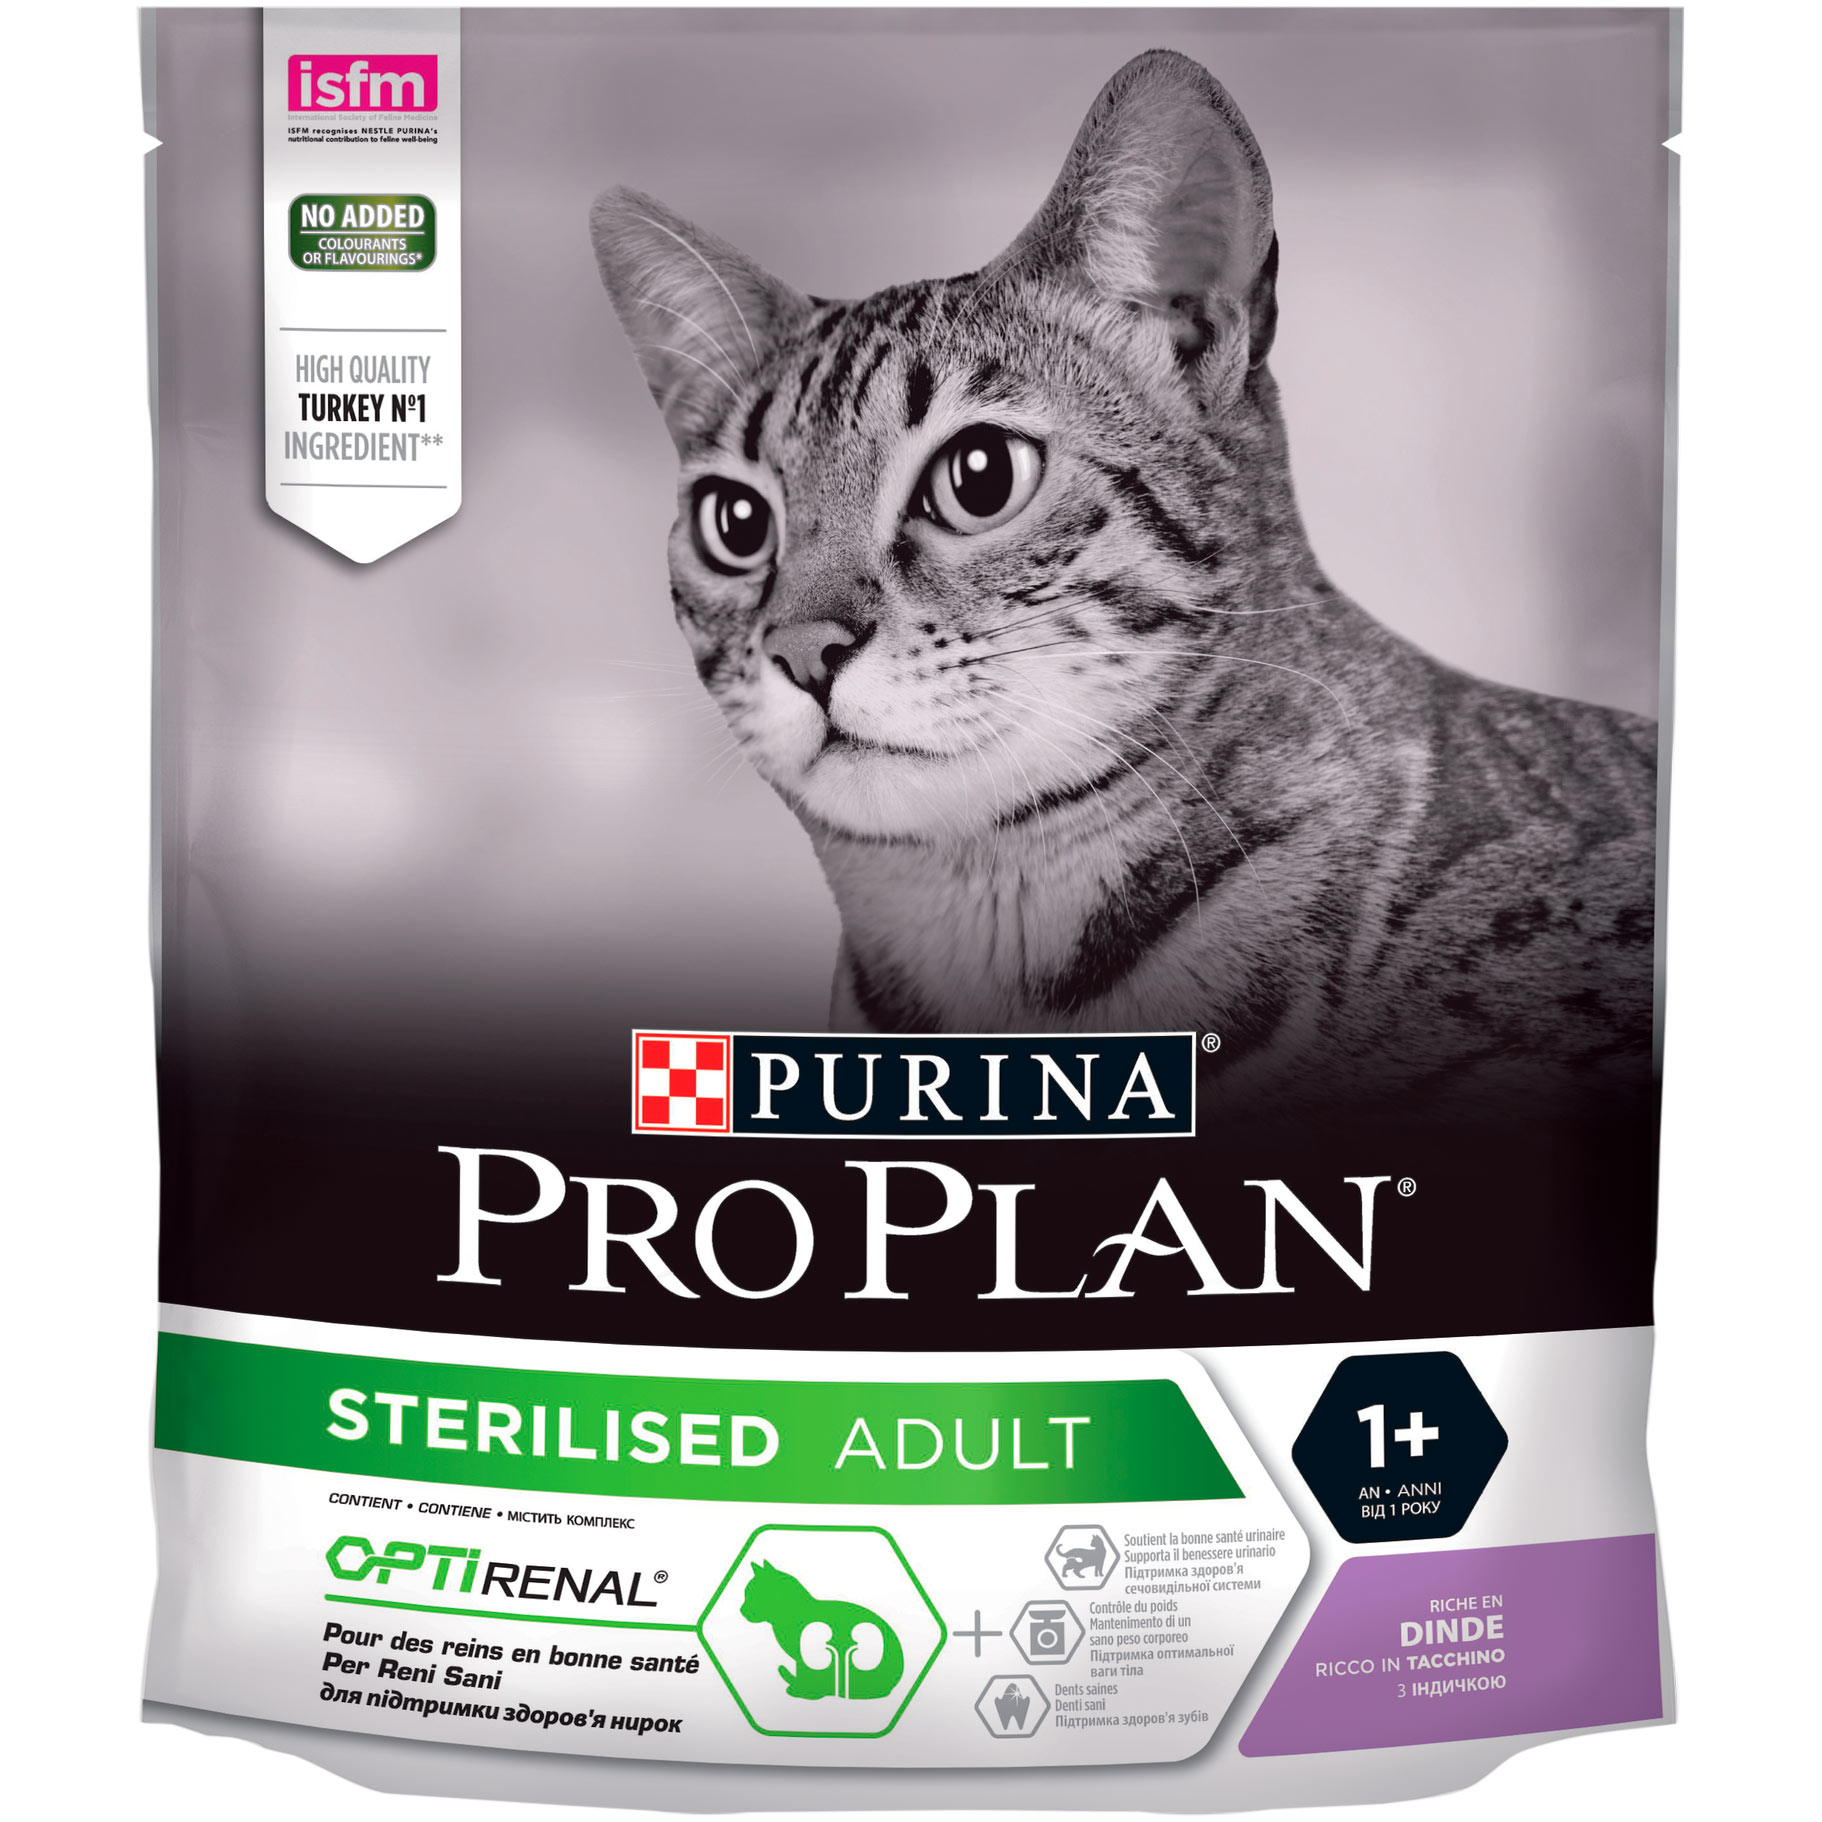 isfm
International Society of Feline Medicine
ISFM recognises NESTLE PURINA's
nutritional contribution to feline well-being
NO ADDED
COLOURANTS
OR FLAVOURINGS*
HIGH QUALITY
TURKEY Nº1
INGREDIENT**
PURINA®
PRO PLAN®
STERILISED ADULT
1+
AN • ANNI
ВІД 1 РОКУ
CONTIENT • CONTIENE • МІСТИТЬ КОМПЛЕКС
OPTIRENAL®
Pour des reins en bonne santé
Per Reni Sani
для підтримки здоров'я нирок
+
Soutient la bonne santé urinaire
Supporta il benessere urinario
Підтримка здоров'я
сечовидільної системи
Contrôle du poids
Mantenimento di un
sano peso corporeo
Підтримка оптимальної
ваги тіла
Dents saines
Denti sani
Підтримка здоров'я зубів
RICHE EN
DINDE
RICCO IN TACCHINO
З ІНДИЧКОЮ